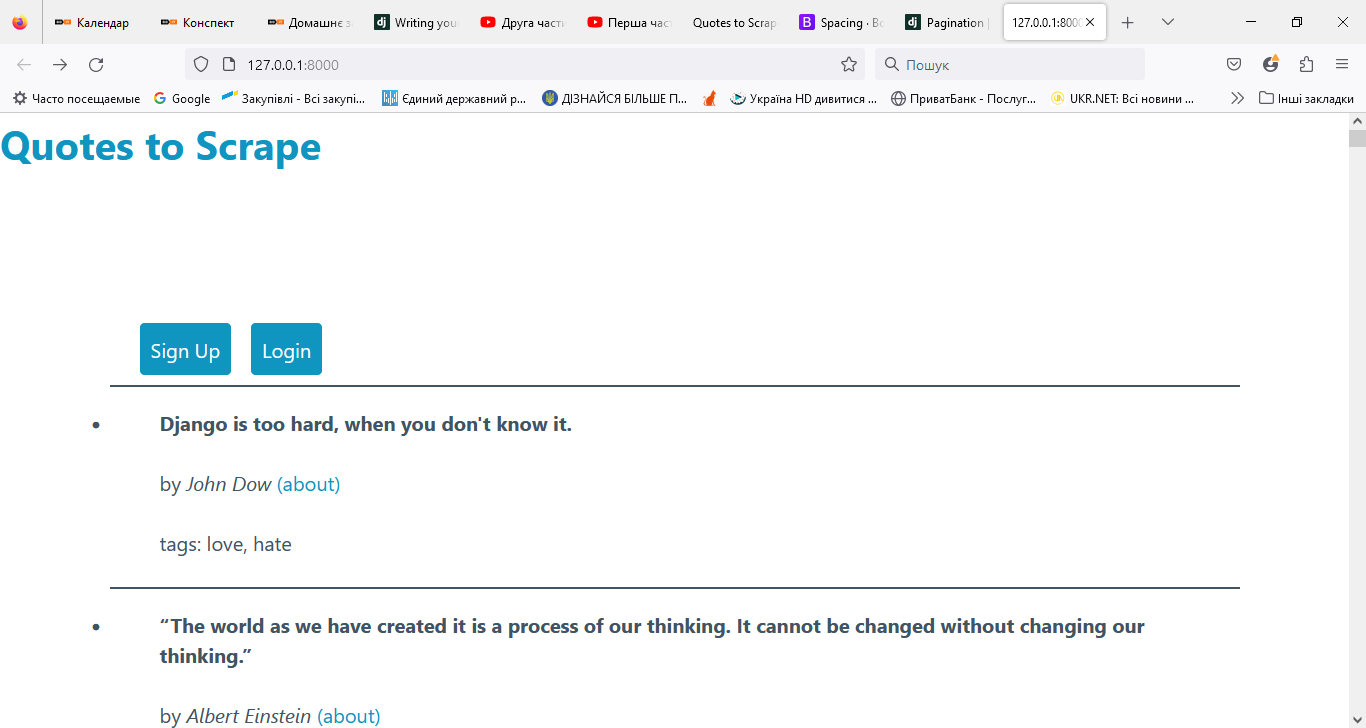 Календар
Конспект
Домашнє
Writing you
Друга част
Перша час
Quotes to Scrap
Spacing ·
Pagination
127.0.0.1:8000
127.0.0.1:8000
Пошук
Часто посещаемые
Google
Закупівлі - Всі закупі...
Єдиний державний р...
ДІЗНАЙСЯ БІЛЬШЕ П...
Україна HD дивитися ...
ПриватБанк - Послуг...
UKR.NET: Всі новини ...
Інші закладки
Quotes to Scrape
Sign Up
Login
• Django is too hard, when you don't know it.
by John Dow (about)
tags: love, hate
• “The world as we have created it is a process of our thinking. It cannot be changed without changing our
thinking.”
by Albert Einstein (about)